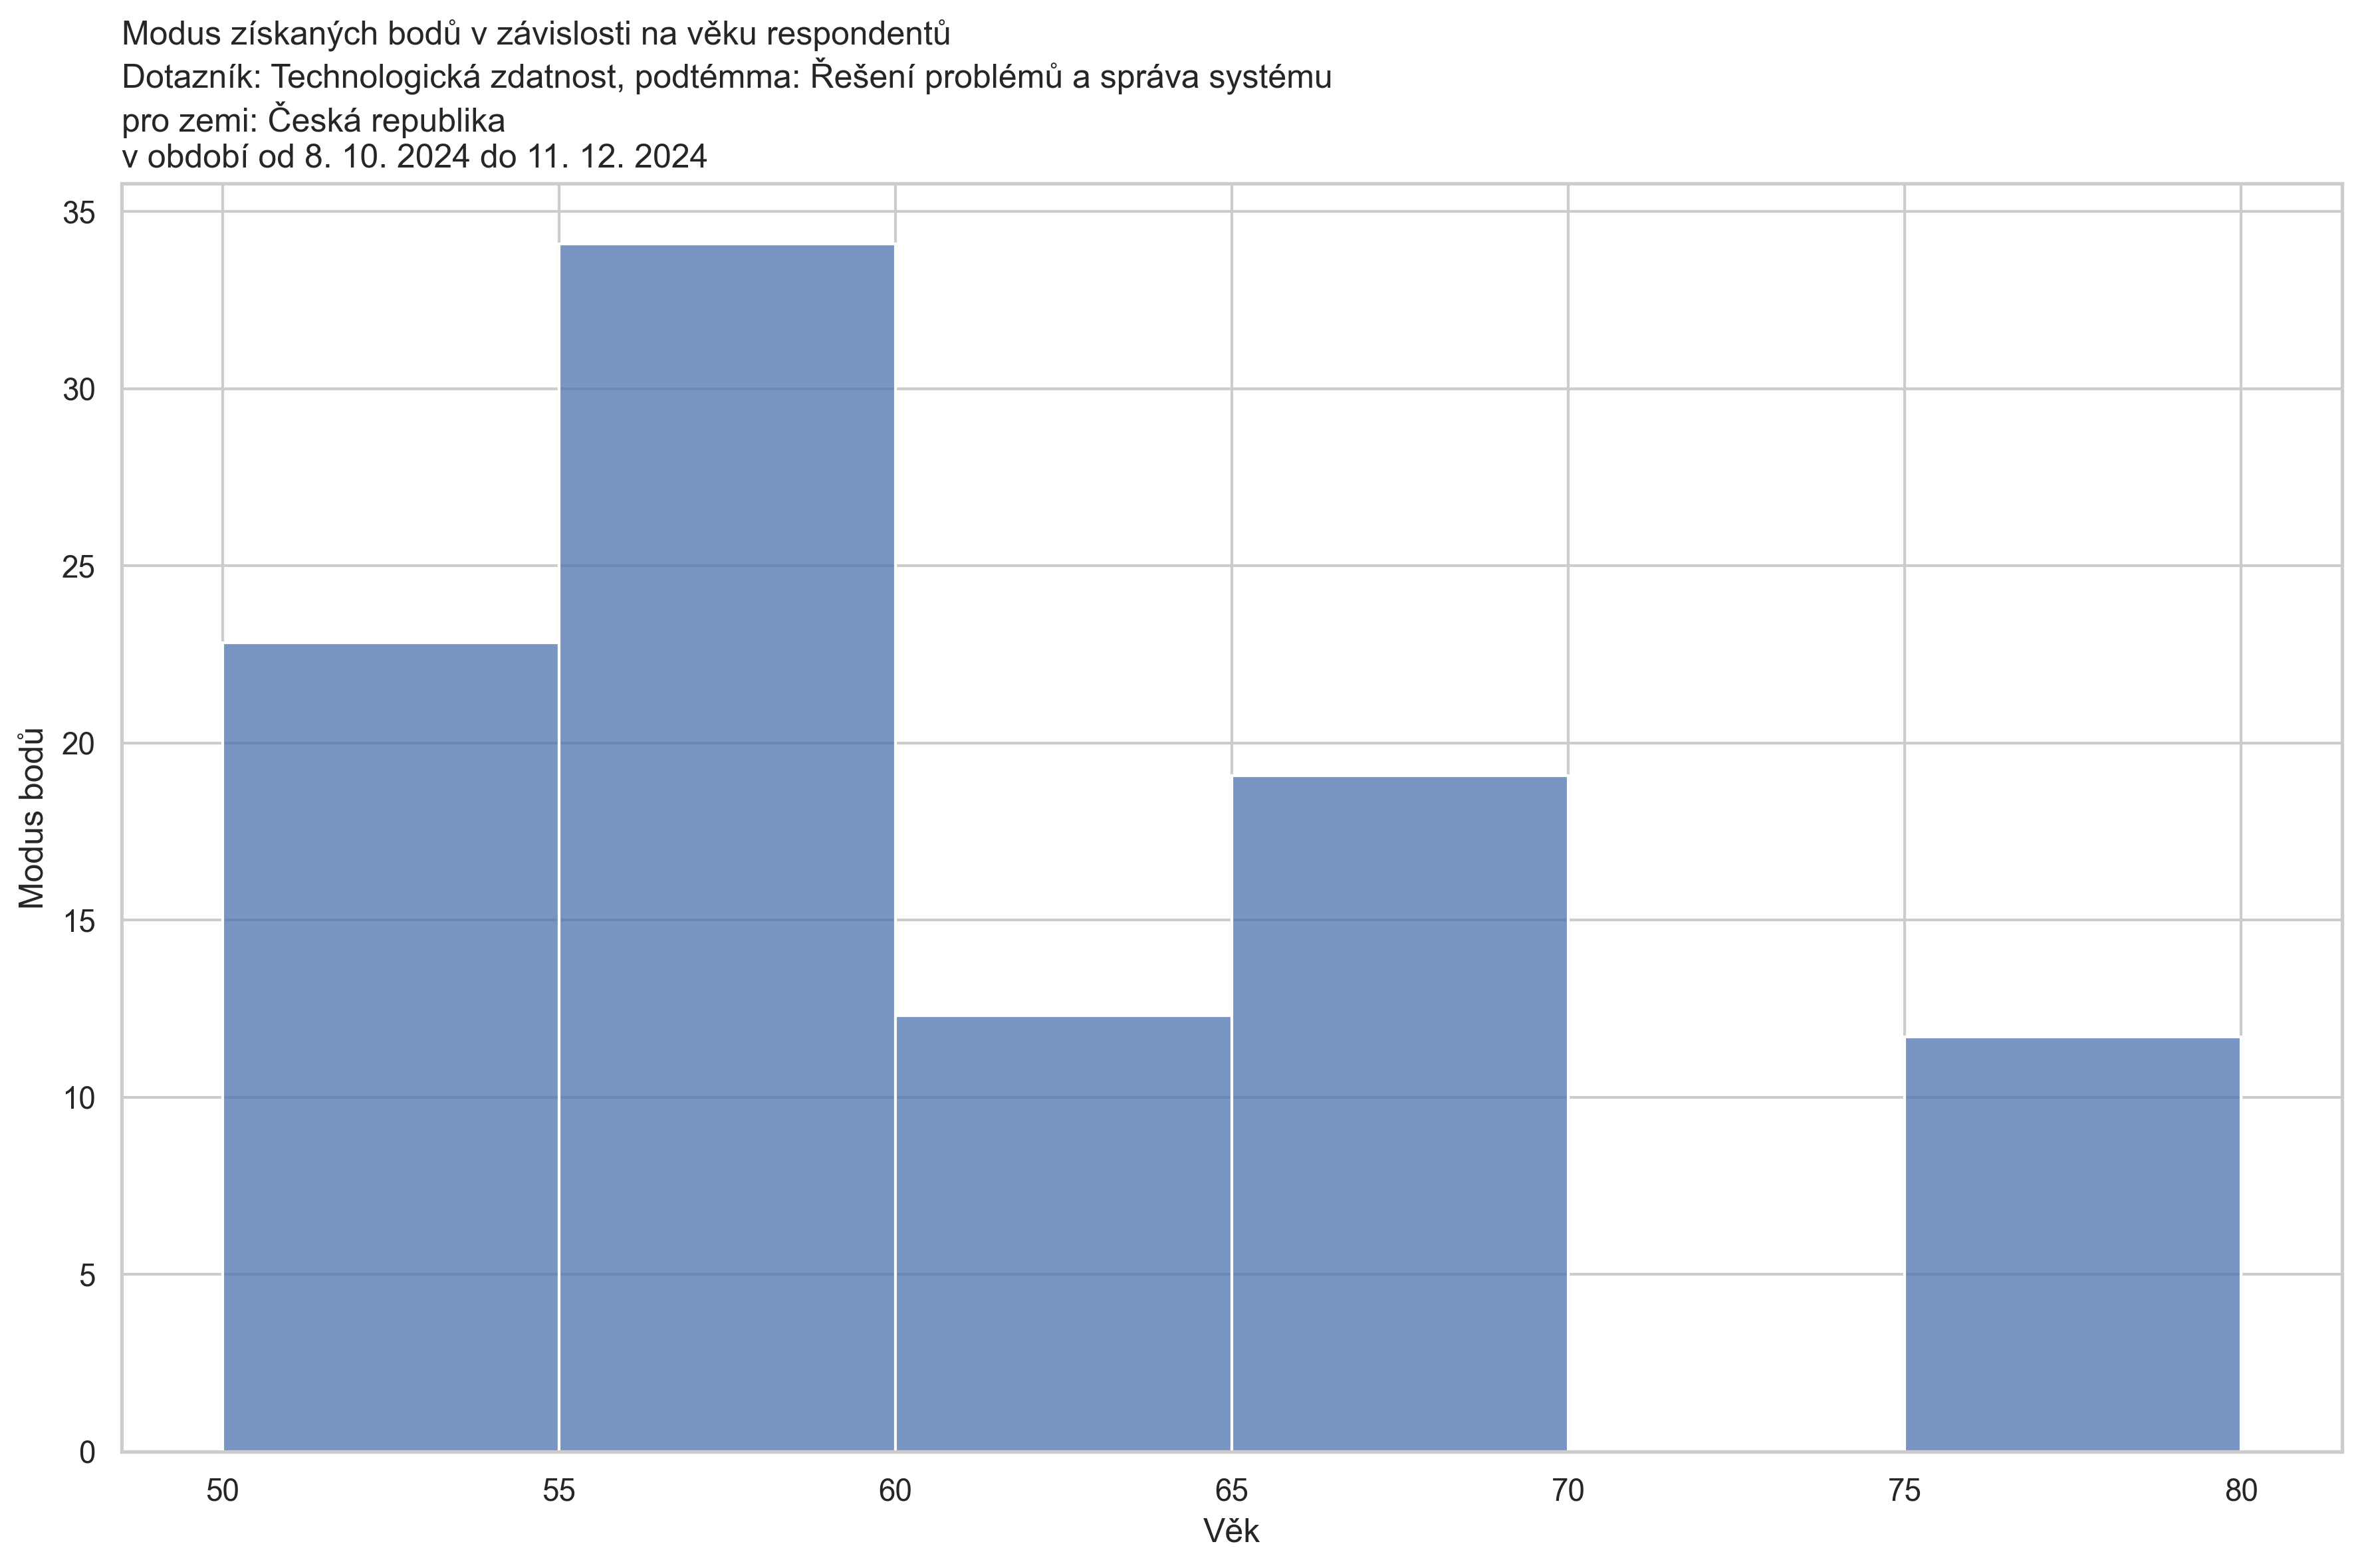 Modus získaných bodů v závislosti na věku respondentů
Dotazník: Technologická zdatnost, podtémma: Řešení problémů a správa systému
pro zemi: Česká republika
v období od 8. 10. 2024 do 11. 12. 2024
35
30
25
20
15
10
5
0
Modus bodů
50 55 60 65 70 75 80
Věk